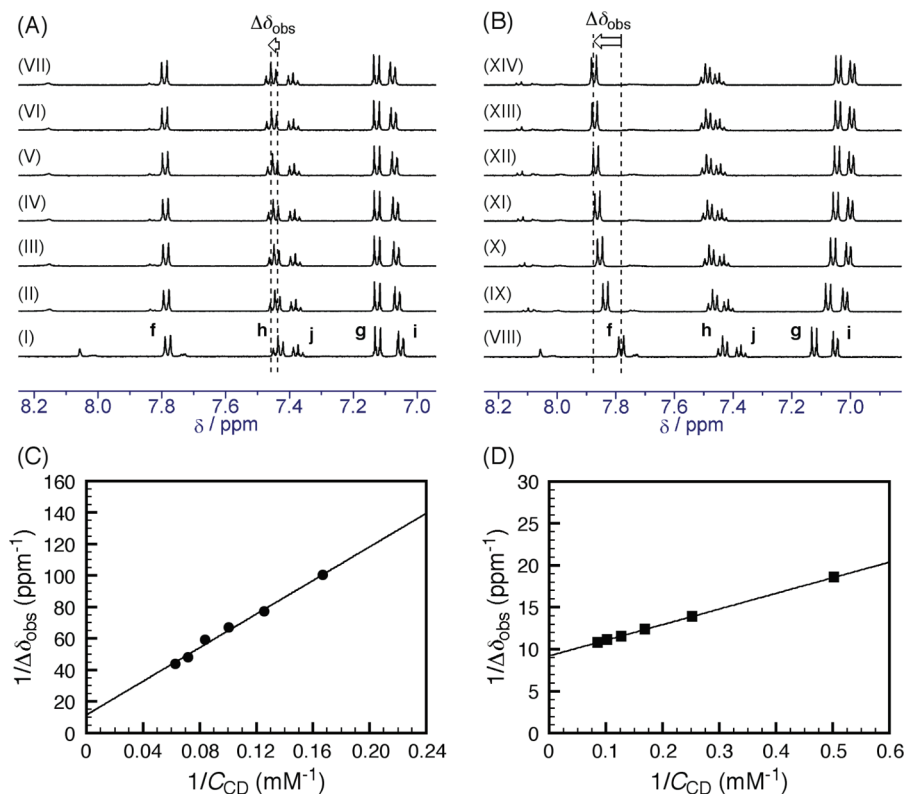 (A)
Δδobs
(VII)
(VI)
(V)
(IV)
(III)
(II)
(I)
f h j g i
8.2 8.0 7.8 7.6 7.4 7.2 7.0
δ / ppm
(B)
Δδobs
(XIV)
(XIII)
(XII)
(XI)
(X)
(IX)
(VIII)
f h j g i
8.2 8.0 7.8 7.6 7.4 7.2 7.0
δ / ppm
(C)
160
140
120
100
80
60
40
20
0
1/Δδobs (ppm-1)
0 0.04 0.08 0.12 0.16 0.20 0.24
1/CCD (mM-1)
(D)
30
25
20
15
10
5
0
1/Δδobs (ppm-1)
0 0.1 0.2 0.3 0.4 0.5 0.6
1/CCD (mM-1)